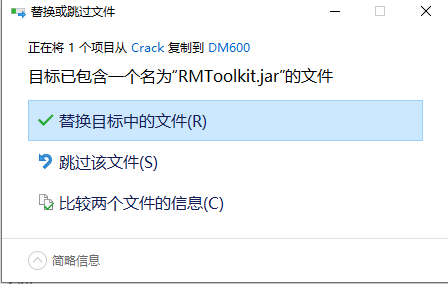 替换或跳过文件
正在将 1 个项目从 Crack 复制到 DM600
目标已包含一个名为“RMToolkit.jar”的文件
替换目标中的文件(R)
跳过该文件(S)
比较两个文件的信息(C)
简略信息